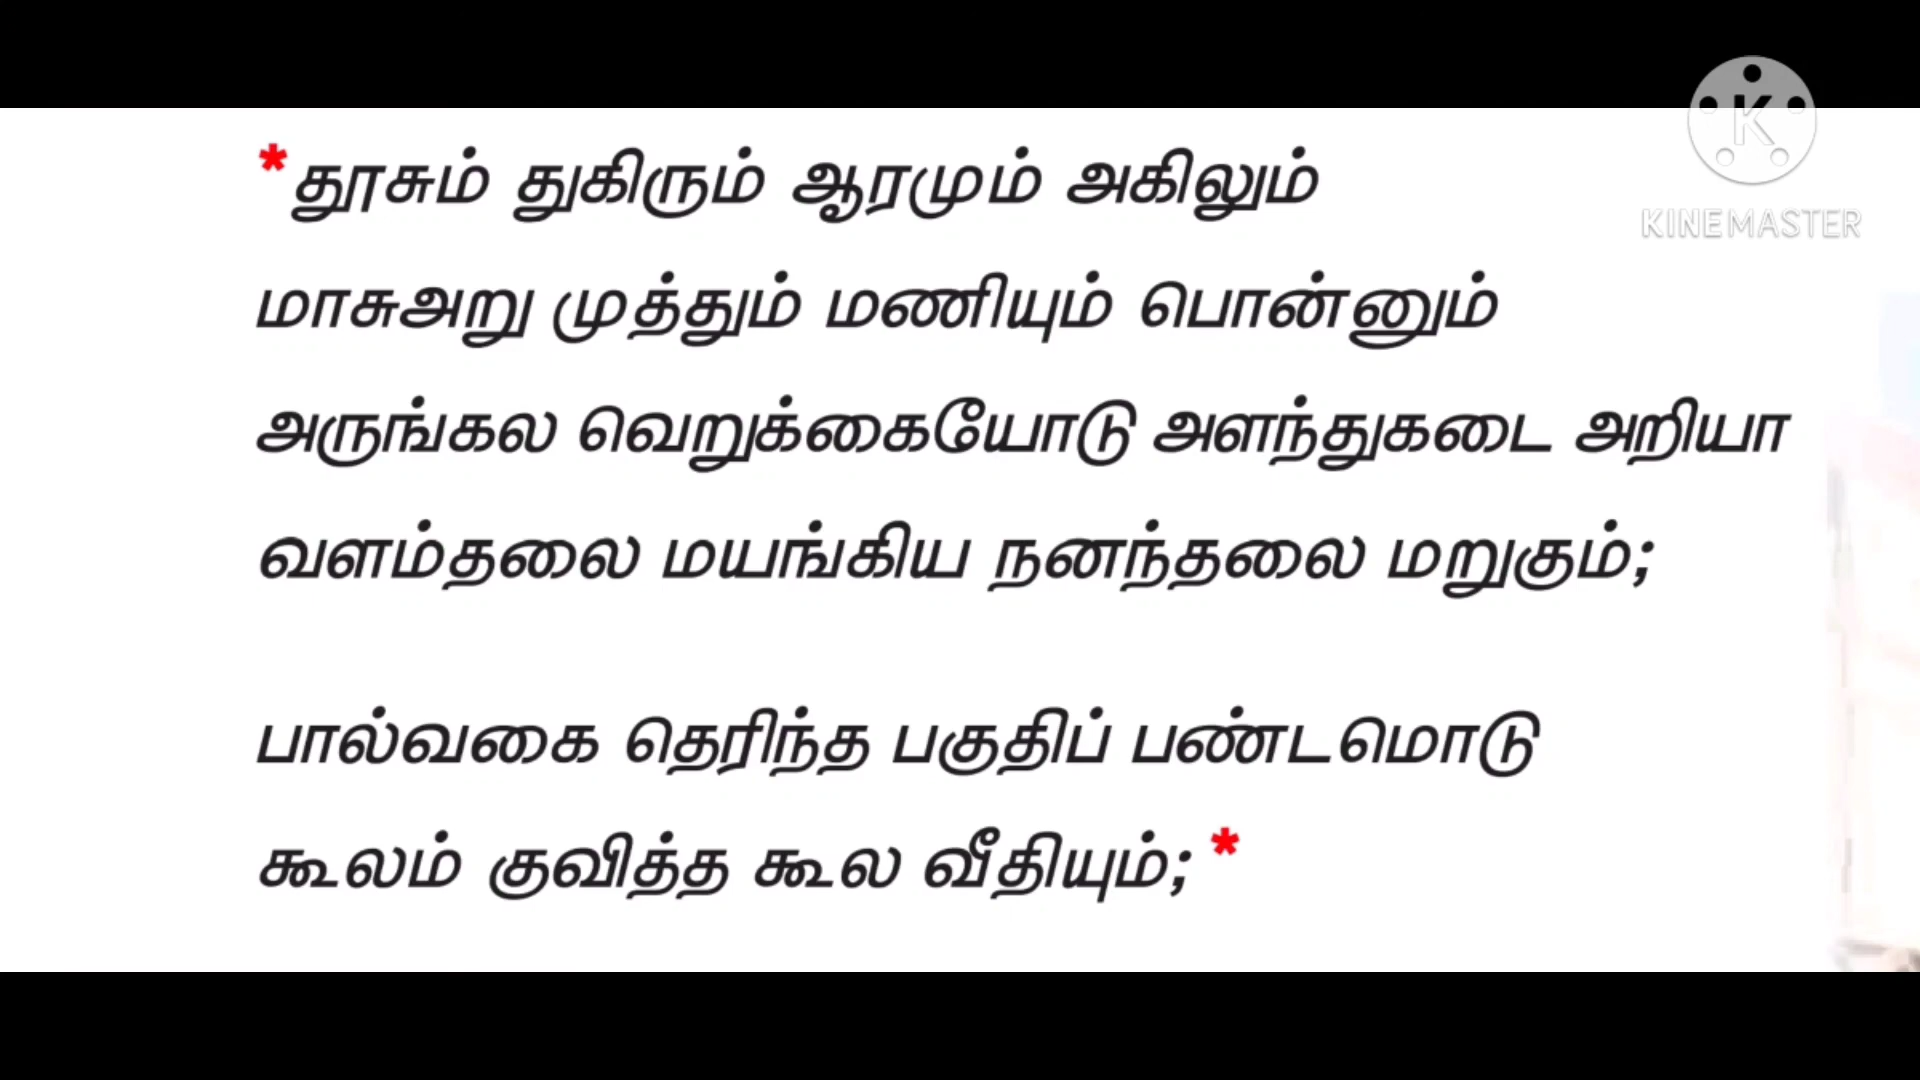 *தூசும் துகிரும் ஆரமும் அகிலும்
மாசுஅறு முத்தும் மணியும் பொன்னும்
அருங்கல வெறுக்கையோடு அளந்துகடை அறியா
வளம்தலை மயங்கிய நனந்தலை மறுகும்;
பால்வகை தெரிந்த பகுதிப் பண்டமொடு
கூலம் குவித்த கூல வீதியும்; *
K
KINEMASTER